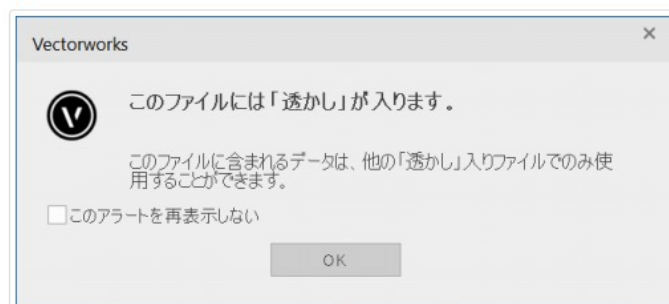 Vectorworks
このファイルには「透かし」が入ります。
このファイルに含まれるデータは、他の「透かし」入りファイルでのみ使
用することができます。
このアラートを再表示しない
OK